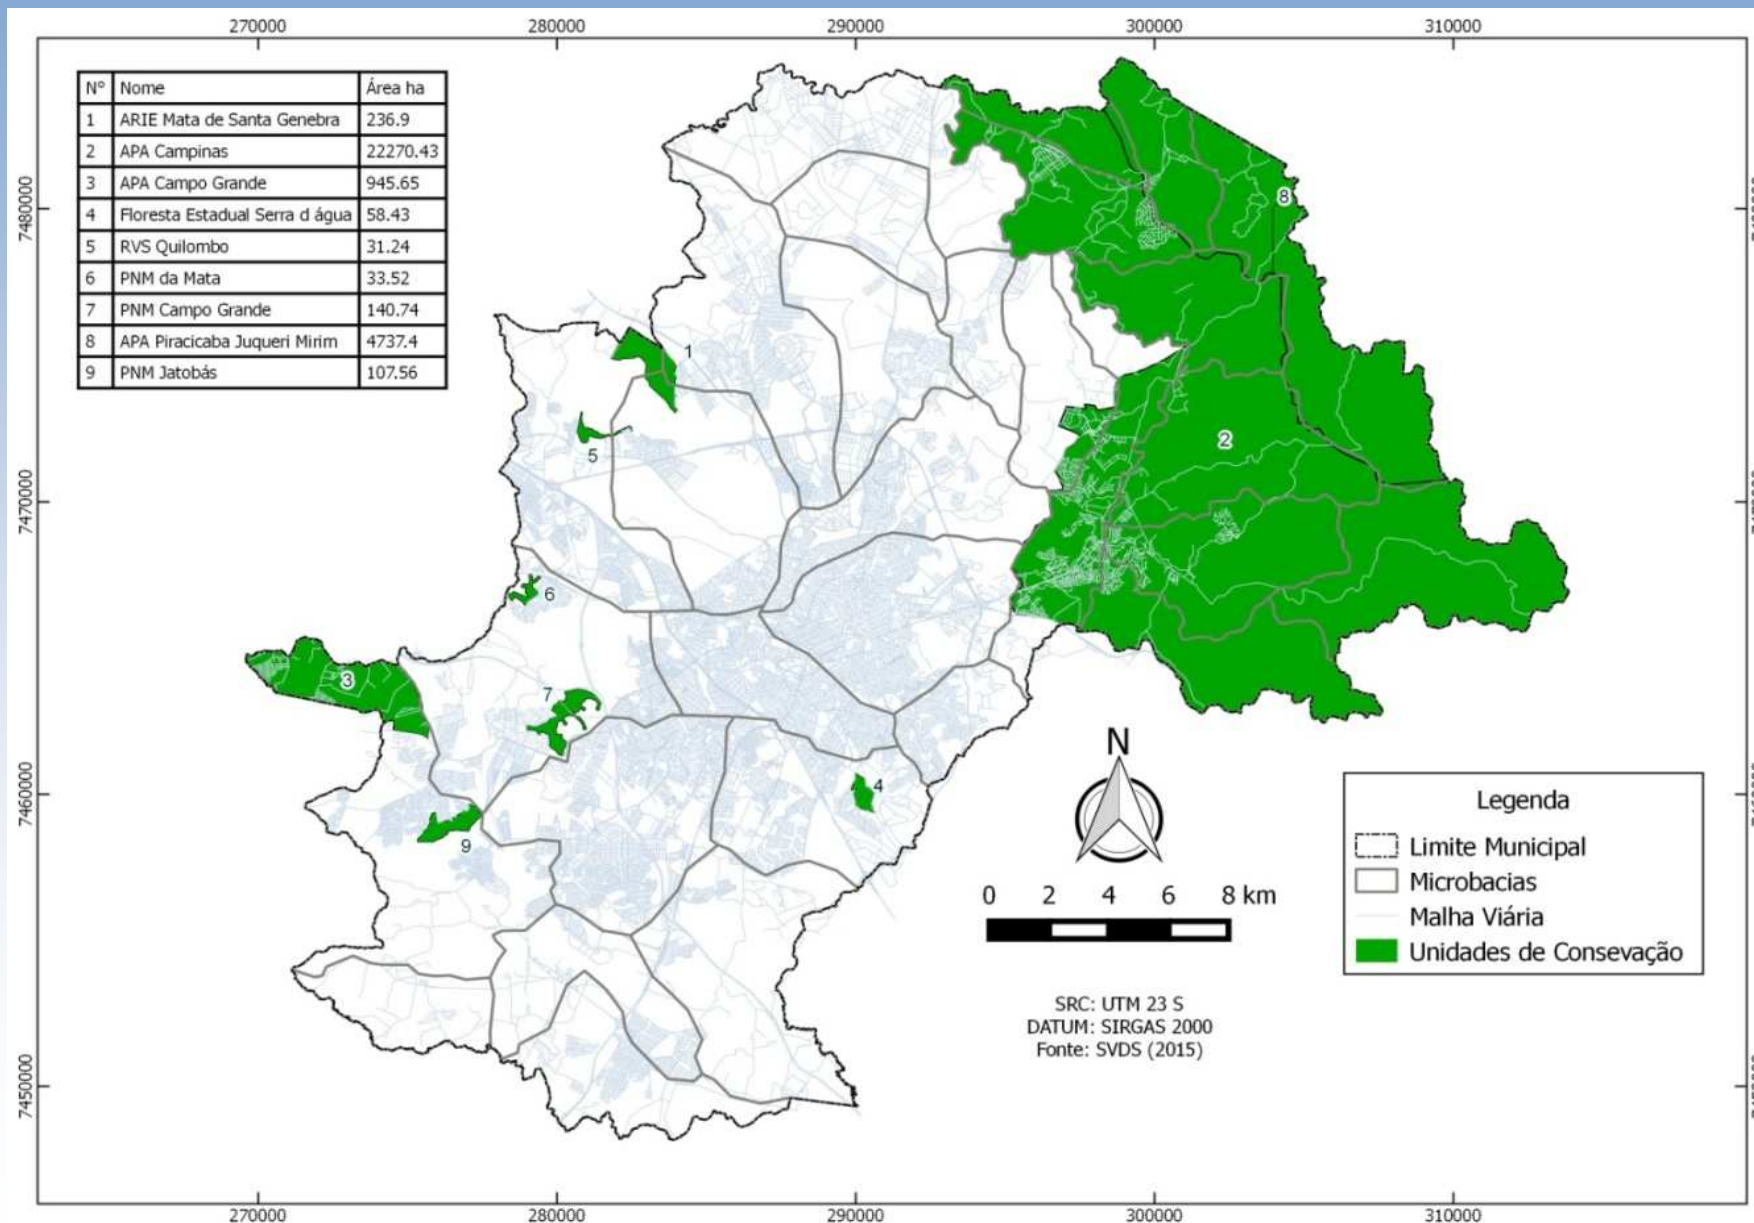 270000 280000 290000 300000 310000
Nº Nome Área ha
1 ARIE Mata de Santa Genebra 236.9
2 APA Campinas 22270.43
3 APA Campo Grande 945.65
4 Floresta Estadual Serra d água 58.43
5 RVS Quilombo 31.24
6 PNM da Mata 33.52
7 PNM Campo Grande 140.74
8 APA Piracicaba Juqueri Mirim 4737.4
9 PNM Jatobás 107.56
7480000
7470000
7460000
7450000
8
1
2
5
6
3
7
4
9
N
0 2 4 6 8 km
SRC: UTM 23 S
DATUM: SIRGAS 2000
Fonte: SVDS (2015)
Legenda
Limite Municipal
Microbacias
Malha Viária
Unidades de Consevação
270000 280000 290000 300000 310000